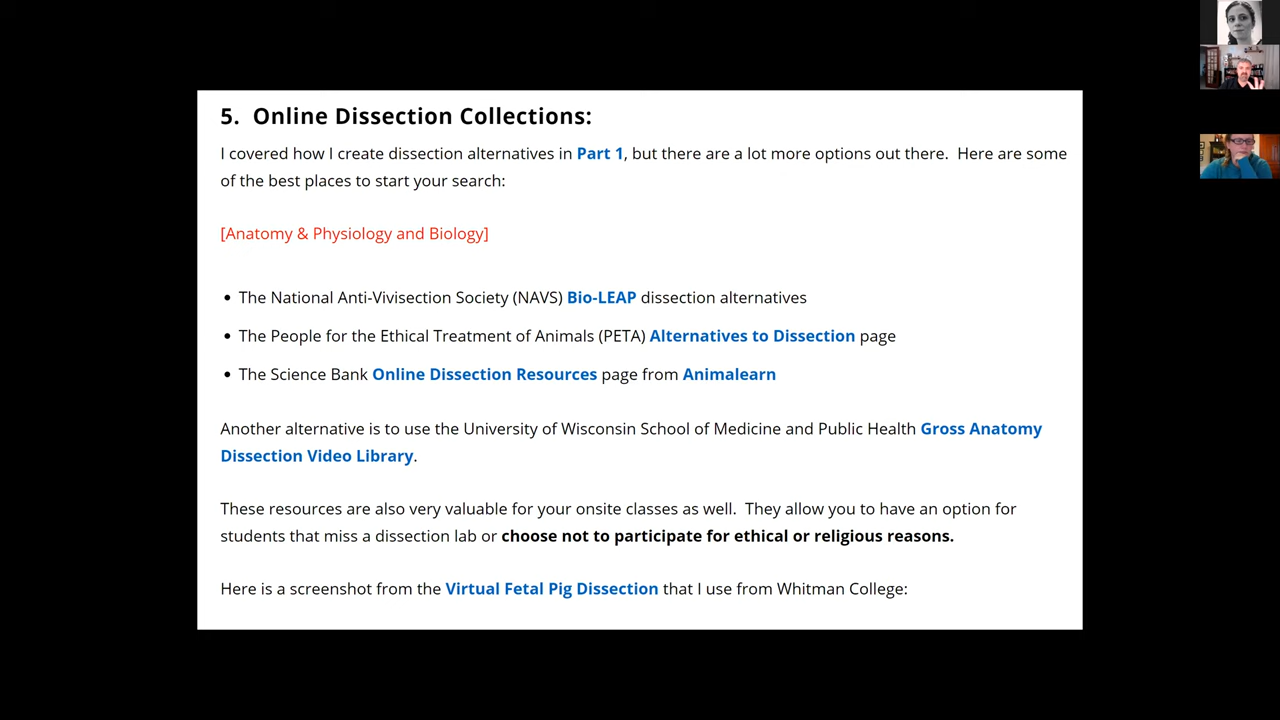 5. Online Dissection Collections:
I covered how I create dissection alternatives in Part 1, but there are a lot more options out there. Here are some
of the best places to start your search:
[Anatomy & Physiology and Biology]
• The National Anti-Vivisection Society (NAVS) Bio-LEAP dissection alternatives
• The People for the Ethical Treatment of Animals (PETA) Alternatives to Dissection page
• The Science Bank Online Dissection Resources page from Animalearn
Another alternative is to use the University of Wisconsin School of Medicine and Public Health Gross Anatomy
Dissection Video Library.
These resources are also very valuable for your onsite classes as well. They allow you to have an option for
students that miss a dissection lab or choose not to participate for ethical or religious reasons.
Here is a screenshot from the Virtual Fetal Pig Dissection that I use from Whitman College: